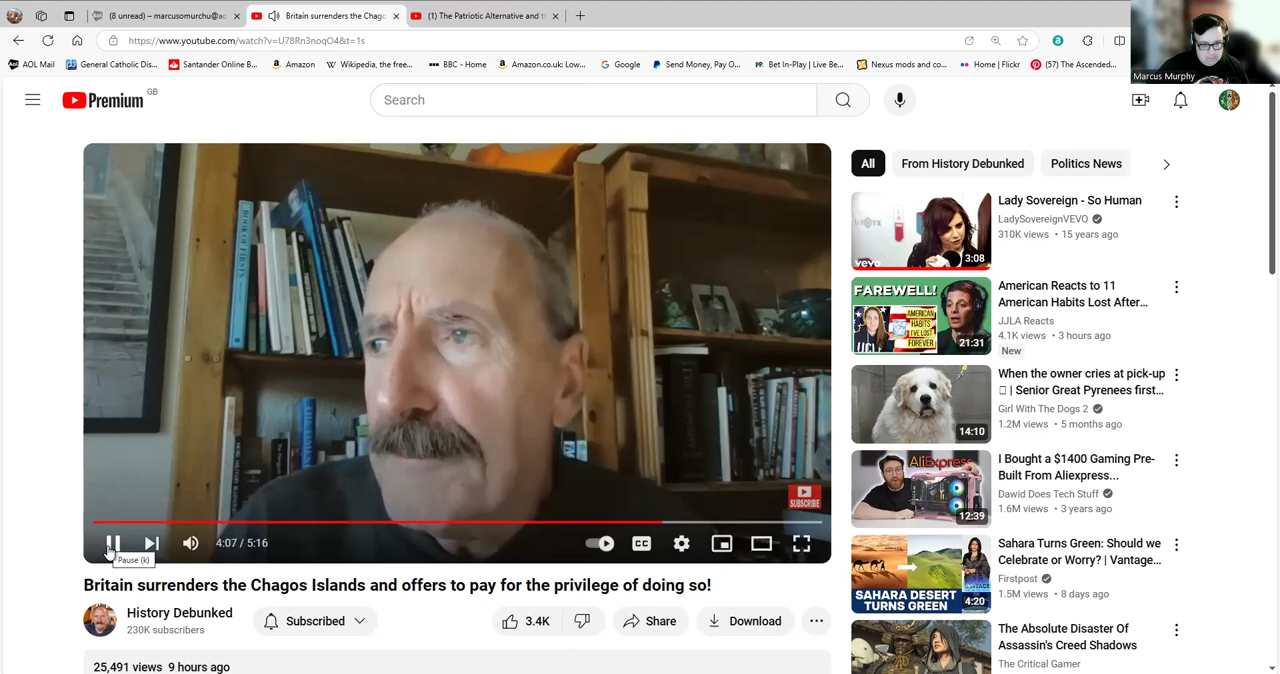 (8 unread) – marcusomurchu@ao
Britain surrenders the Chago
(1) The Patriotic Alternative and t
https://www.youtube.com/watch?v=U78Rn3noqO4&t=1s
AOL Mail
General Catholic Dis...
Santander Online B...
Amazon
Wikipedia, the free...
BBC - Home
Amazon.co.uk: Low...
Google
Send Money, Pay O...
Bet In-Play | Live Be...
Nexus mods and co...
Home | Flickr
(57) The Ascended...
Marcus Murphy
Premium GB
Search
All
From History Debunked
Politics News
Lady Sovereign - So Human
LadySovereignVEVO
310K views • 15 years ago
vevo
3:08
FAREWELL!
AMERICAN
HABITS
I'VE LOST
FOREVER
21:31
American Reacts to 11
American Habits Lost After...
JJLA Reacts
4.1K views • 3 hours ago
New
When the owner cries at pick-up
| Senior Great Pyrenees first...
Girl With The Dogs 2
1.2M views • 5 months ago
14:10
AliExpress
I Bought a $1400 Gaming Pre-
Built From Aliexpress...
Dawid Does Tech Stuff
1.6M views • 3 years ago
12:39
SUBSCRIBE
4:07 / 5:16
CC
Pause (k)
Sahara Turns Green: Should we
Celebrate or Worry? | Vantage...
Firstpost
1.5M views • 8 days ago
SAHARA DESERT
TURNS GREEN
4:20
Britain surrenders the Chagos Islands and offers to pay for the privilege of doing so!
History Debunked
230K subscribers
Subscribed
3.4K
Share
Download
The Absolute Disaster Of
Assassin's Creed Shadows
The Critical Gamer
25,491 views 9 hours ago